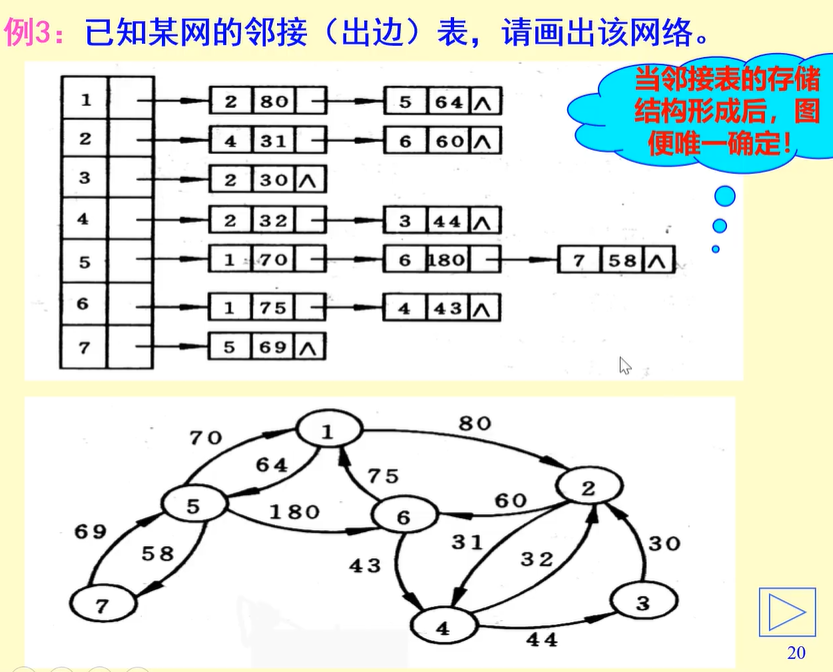 例3：已知某网的邻接（出边）表，请画出该网络。
当邻接表的存储
结构形成后，图
便唯一确定！
1 2 80 5 64 ∧
2 4 31 6 60 ∧
3 2 30 ∧
4 2 32 3 44 ∧
5 1 70 6 180 7 58 ∧
6 1 75 4 43 ∧
7 5 69 ∧
80
70 1
64 75 2
5 180 6 60
69 58 43 31 32 30
7 4 3
44
20